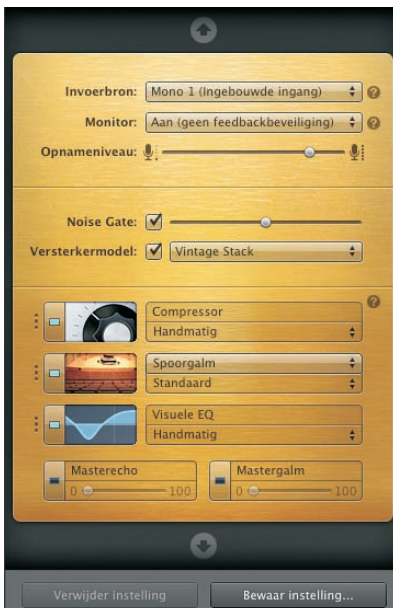 Invoerbron: Mono 1 (Ingebouwde ingang) ?
Monitor: Aan (geen feedbackbeveiliging) ?
Opnameniveau:
Noise Gate:
Versterkermodel: Vintage Stack
?
Compressor
Handmatig
Spoorgalm
Standaard
Visuele EQ
Handmatig
Masterecho
0 100
Mastergalm
0 100
Verwijder instelling
Bewaar instelling...